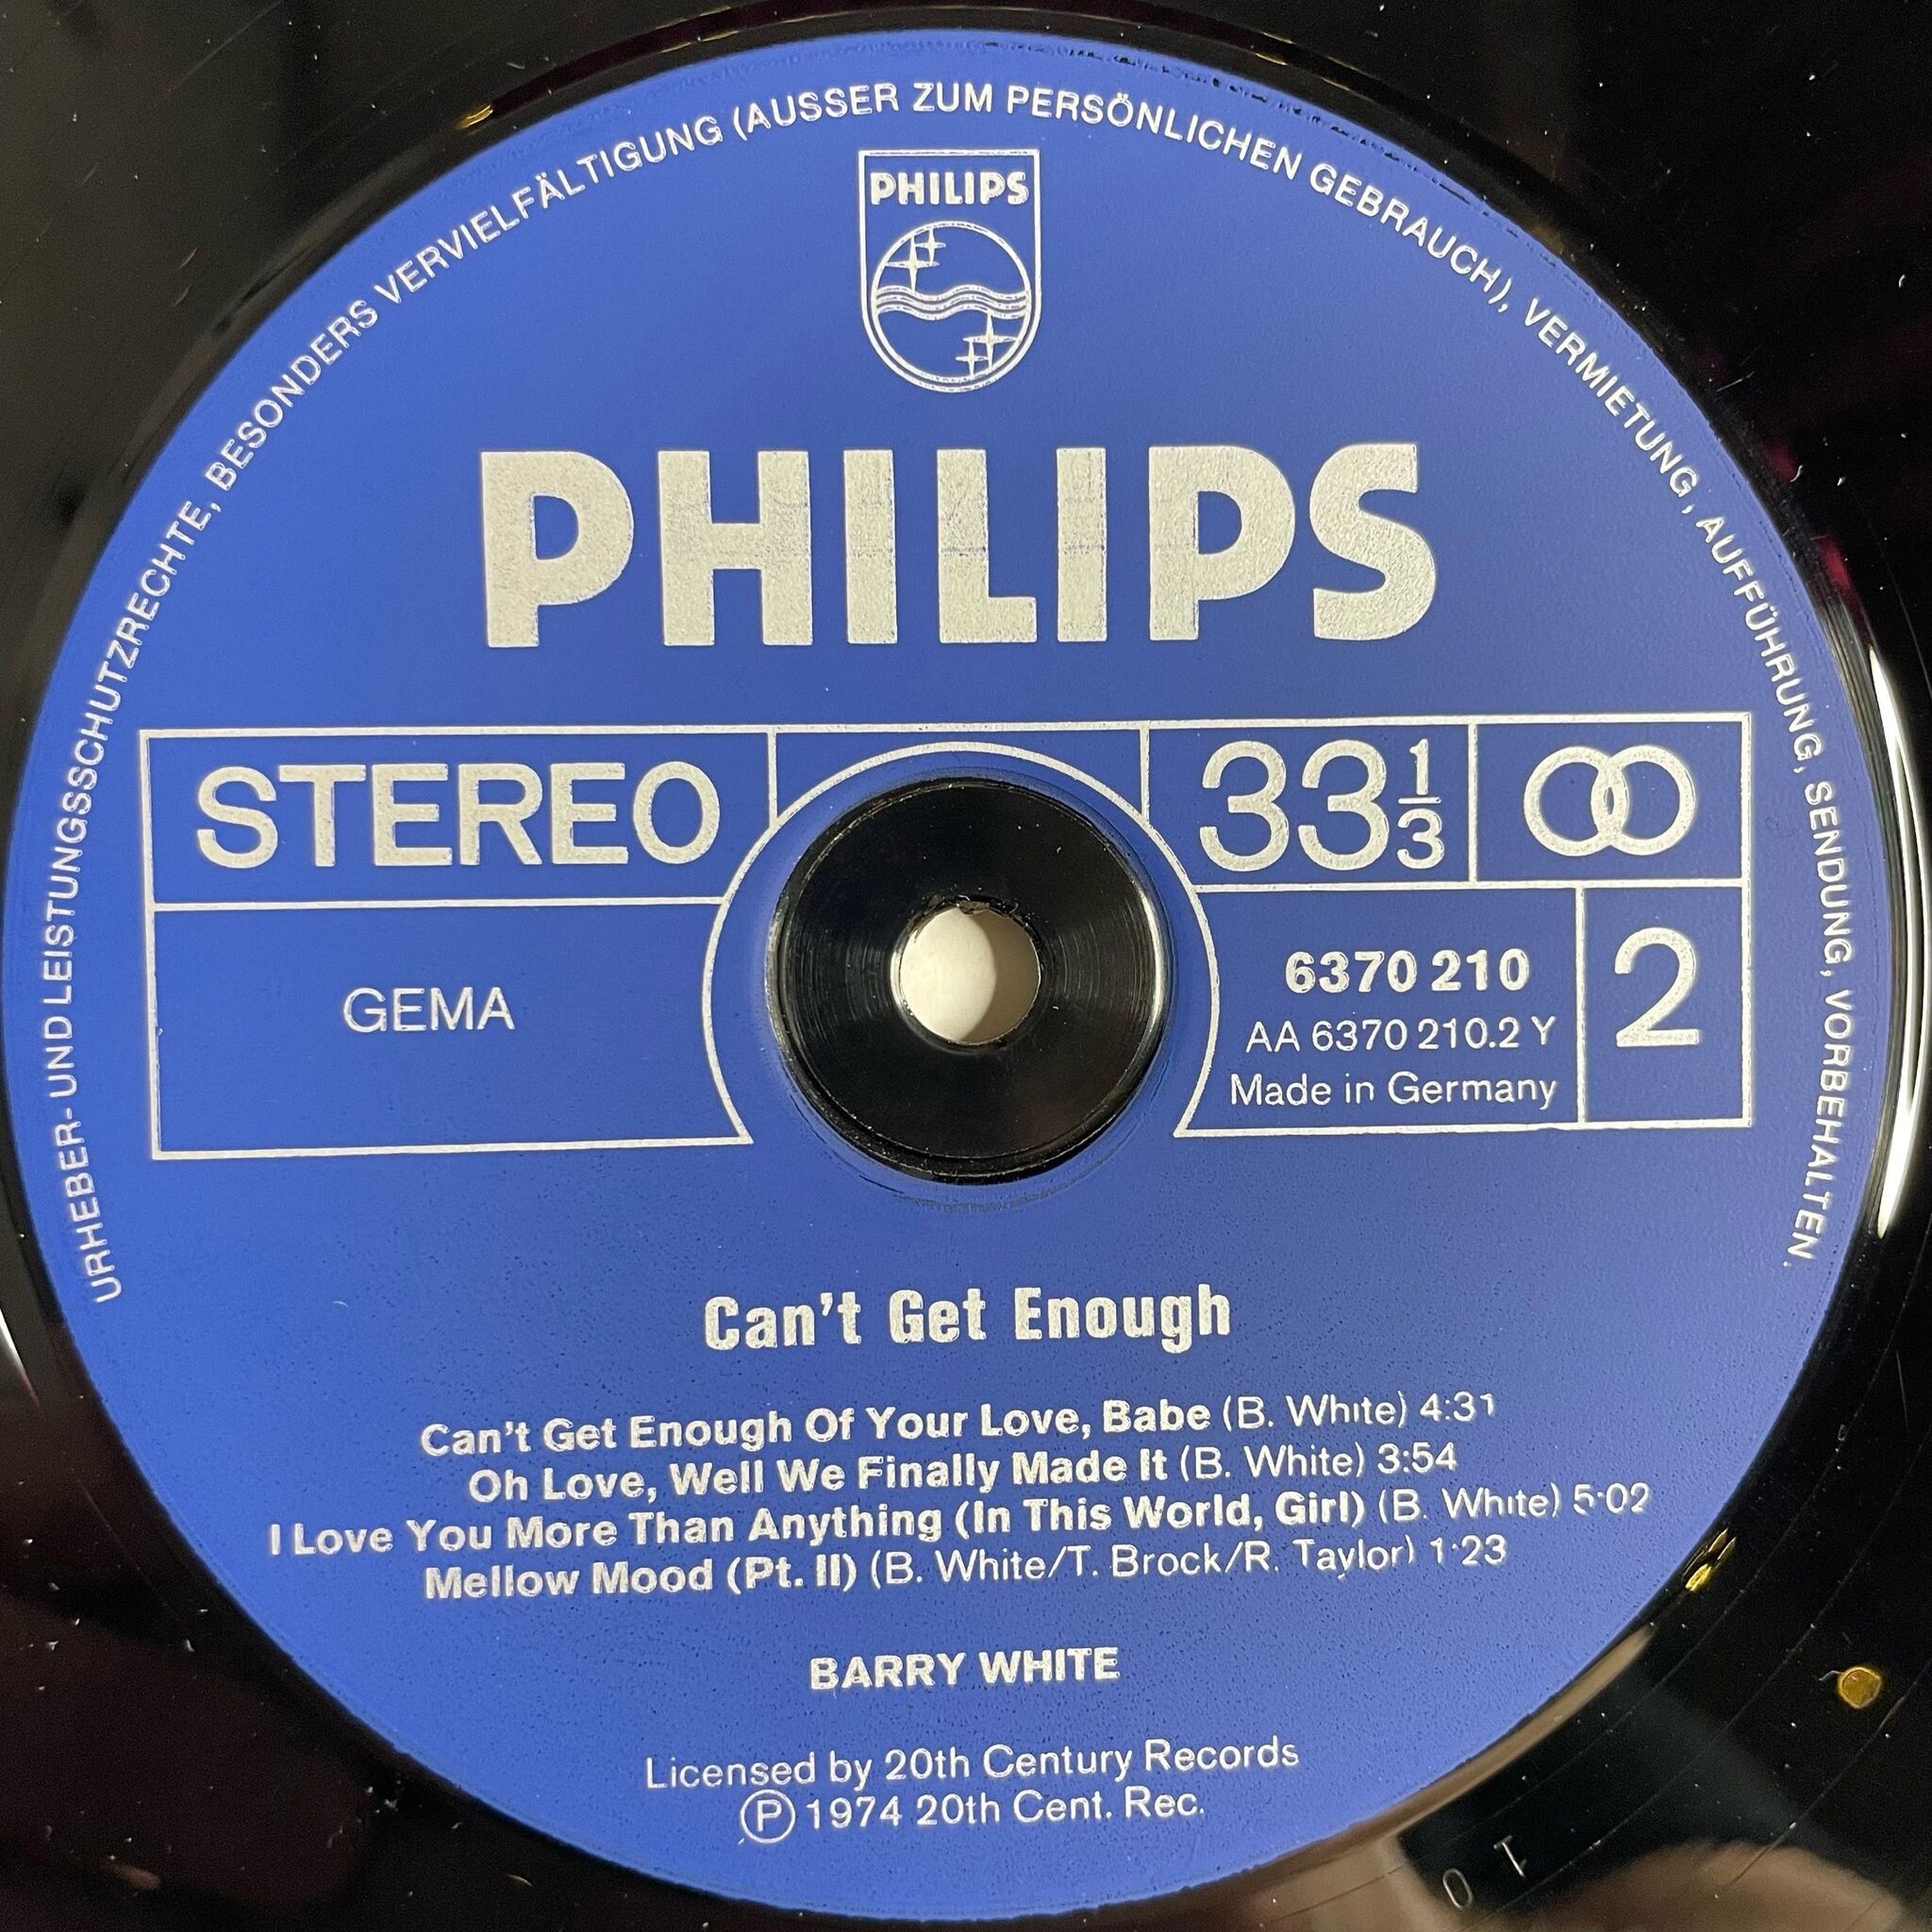 URHEBER- UND LEISTUNGSSCHUTZRECHTE, BESONDERS VERVIELFÄLTIGUNG (AUSSER ZUM PERSÖNLICHEN GEBRAUCH), VERMIETUNG, AUFFÜHRUNG, SENDUNG, VORBEHALTEN.
PHILIPS
PHILIPS
STEREO
33 1/3
GEMA
6370 210
AA 6370 210.2 Y
Made in Germany
2
Can't Get Enough
Can't Get Enough Of Your Love, Babe (B. White) 4:31
Oh Love, Well We Finally Made It (B. White) 3:54
I Love You More Than Anything (In This World, Girl) (B. White) 5:02
Mellow Mood (Pt. II) (B. White/T. Brock/R. Taylor) 1:23
BARRY WHITE
Licensed by 20th Century Records
Ⓟ 1974 20th Cent. Rec.